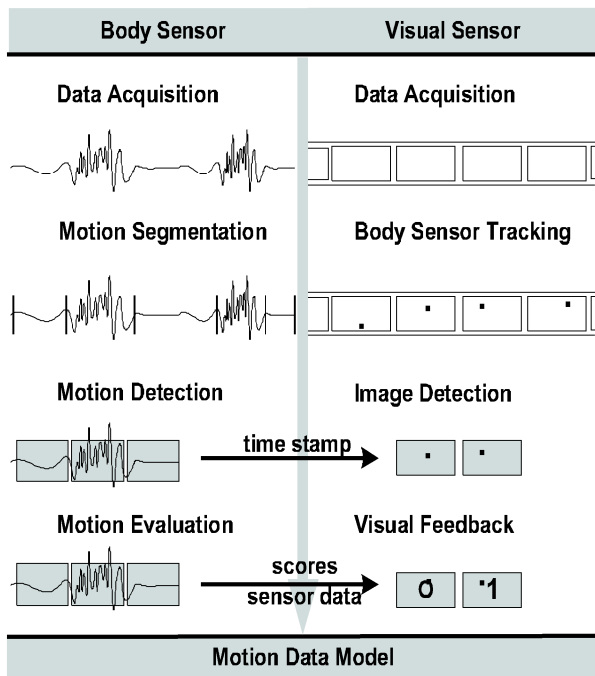 Body Sensor
Visual Sensor
Data Acquisition
Data Acquisition
Motion Segmentation
Body Sensor Tracking
Motion Detection
Image Detection
time stamp
Motion Evaluation
Visual Feedback
scores
sensor data
0
1
Motion Data Model